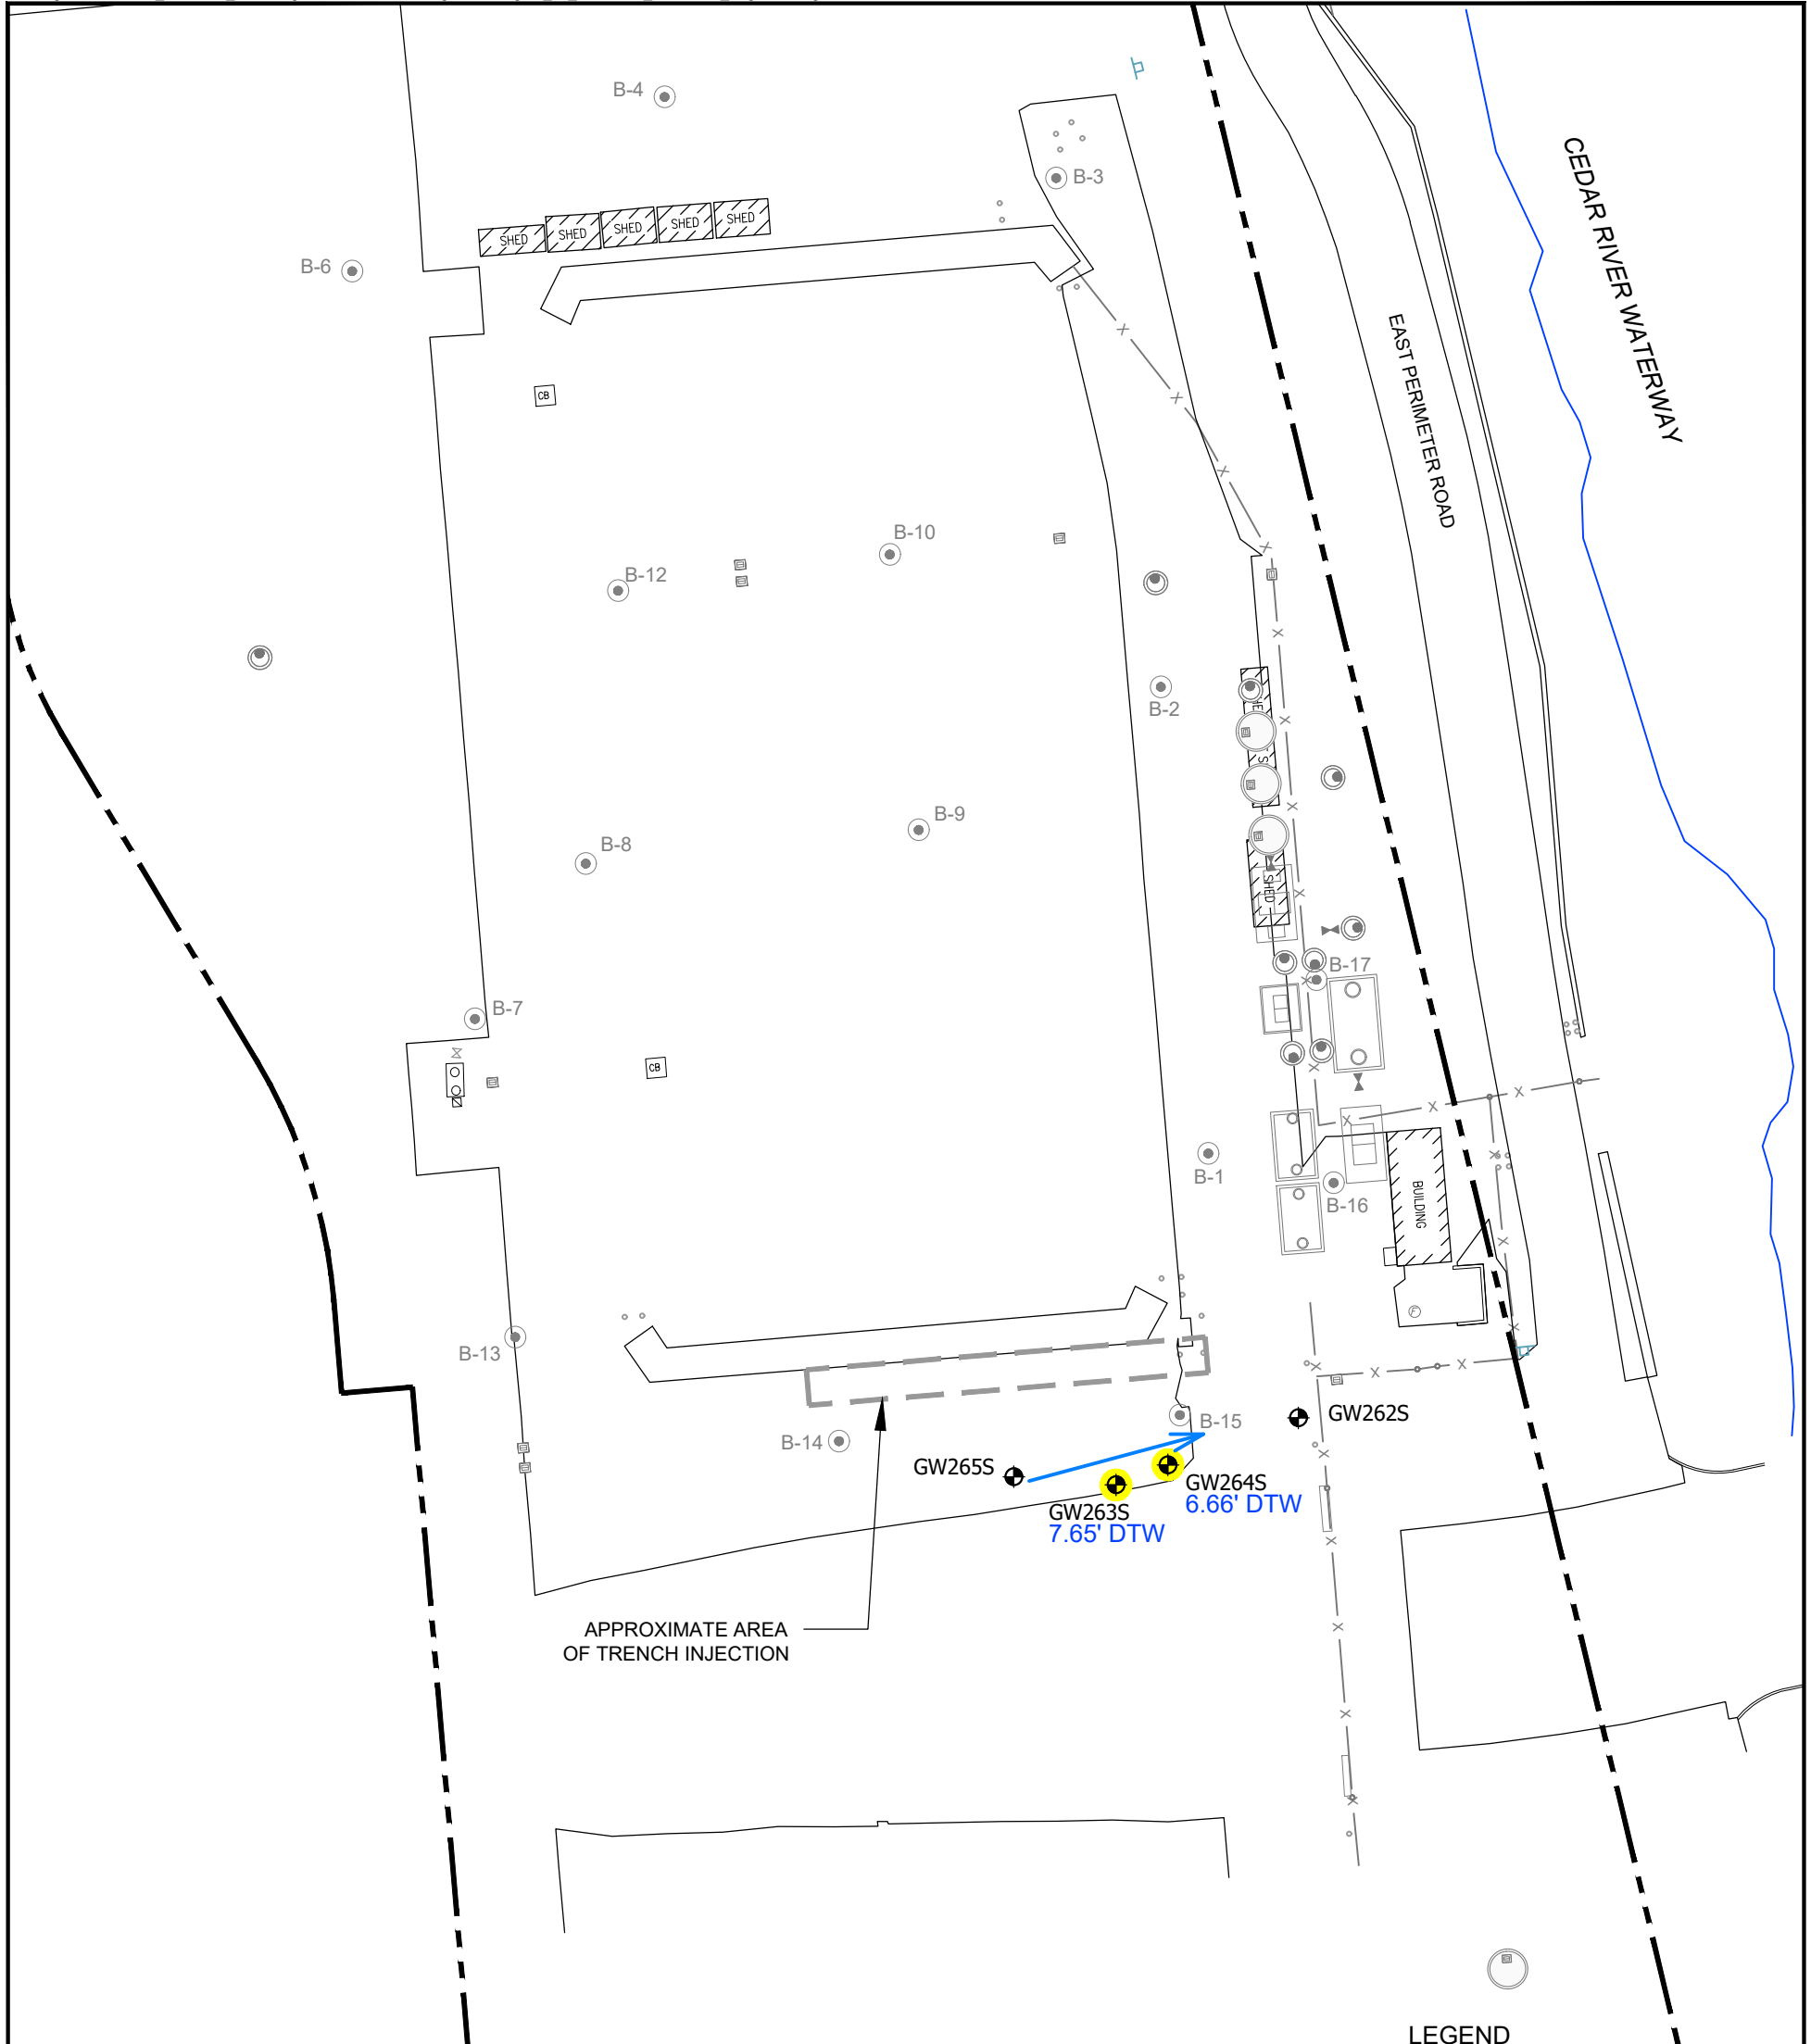 B-4
B-3
CEDAR RIVER WATERWAY
SHED
SHED
SHED
SHED
SHED
B-6
EAST PERIMETER ROAD
CB
B-10
B-12
B-2
B-9
B-8
SHED
B-17
B-7
CB
B-1
B-16
BUILDING
F
B-13
B-15
GW262S
B-14
GW265S
GW264S
6.66' DTW
GW263S
7.65' DTW
APPROXIMATE AREA
OF TRENCH INJECTION
LEGEND